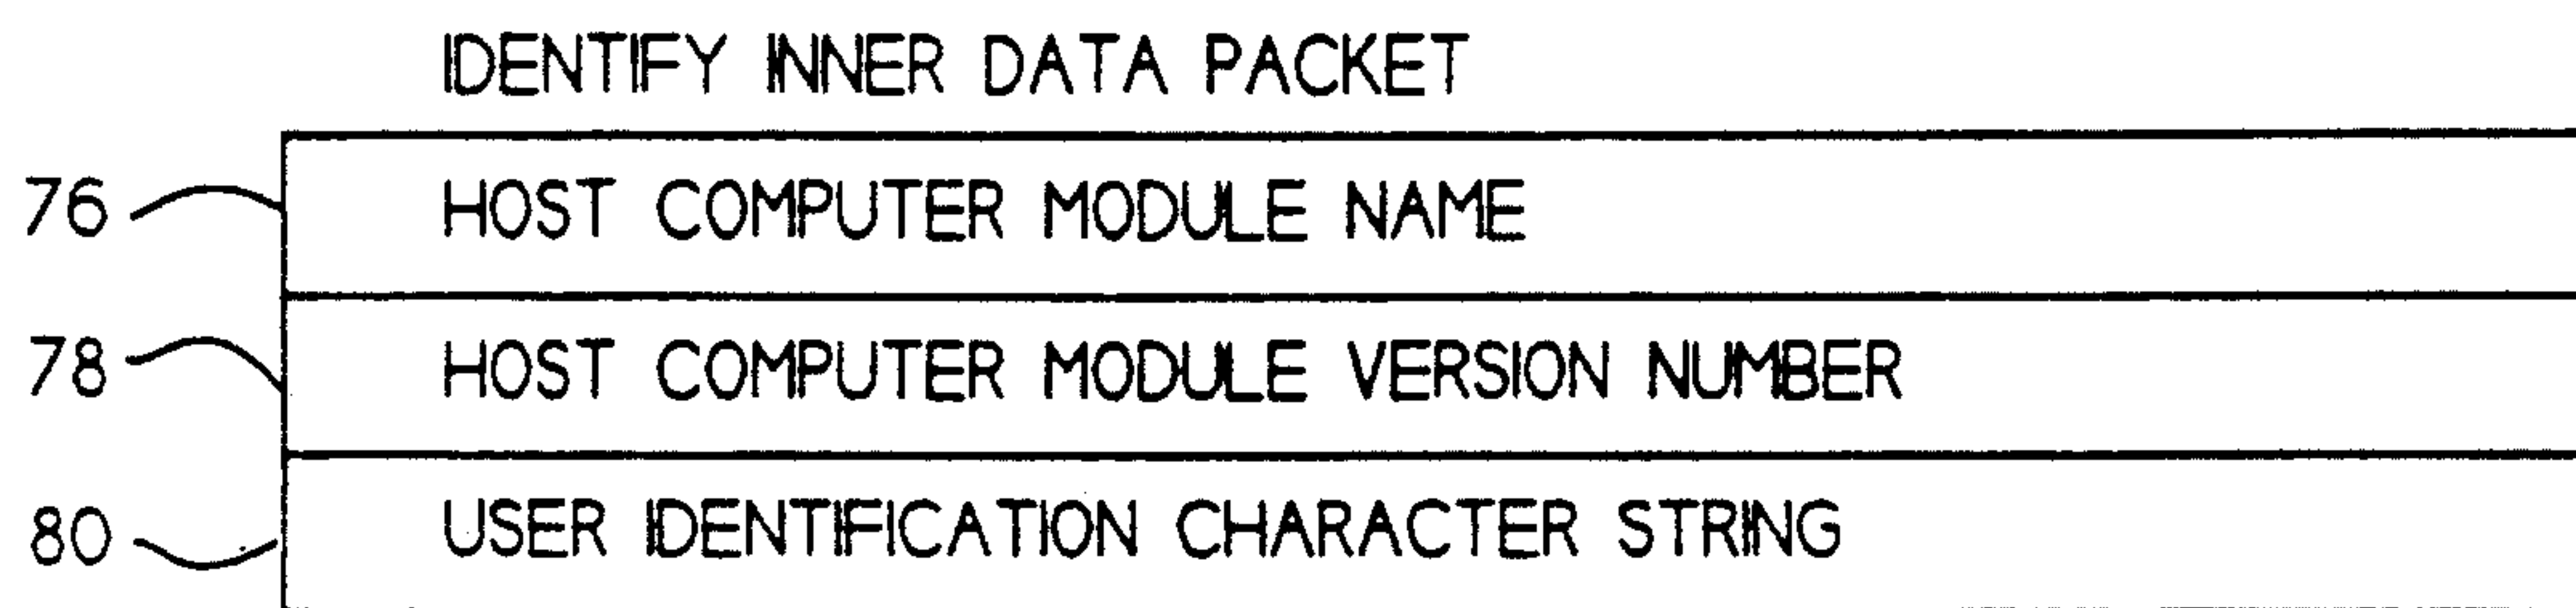 IDENTIFY INNER DATA PACKET
76 HOST COMPUTER MODULE NAME
78 HOST COMPUTER MODULE VERSION NUMBER
80 USER IDENTIFICATION CHARACTER STRING